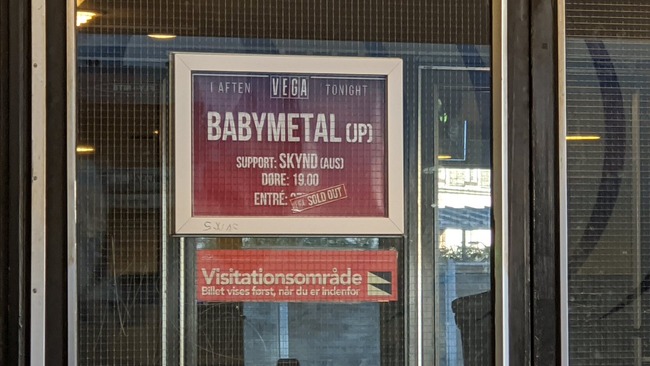 I AFTEN VEGA TONIGHT
BABYMETAL (JP)
SUPPORT: SKYND (AUS)
DØRE: 19.00
ENTRÉ:
VEGA SOLD OUT
Visitationsområde
Billet vises først, når du er indenfor